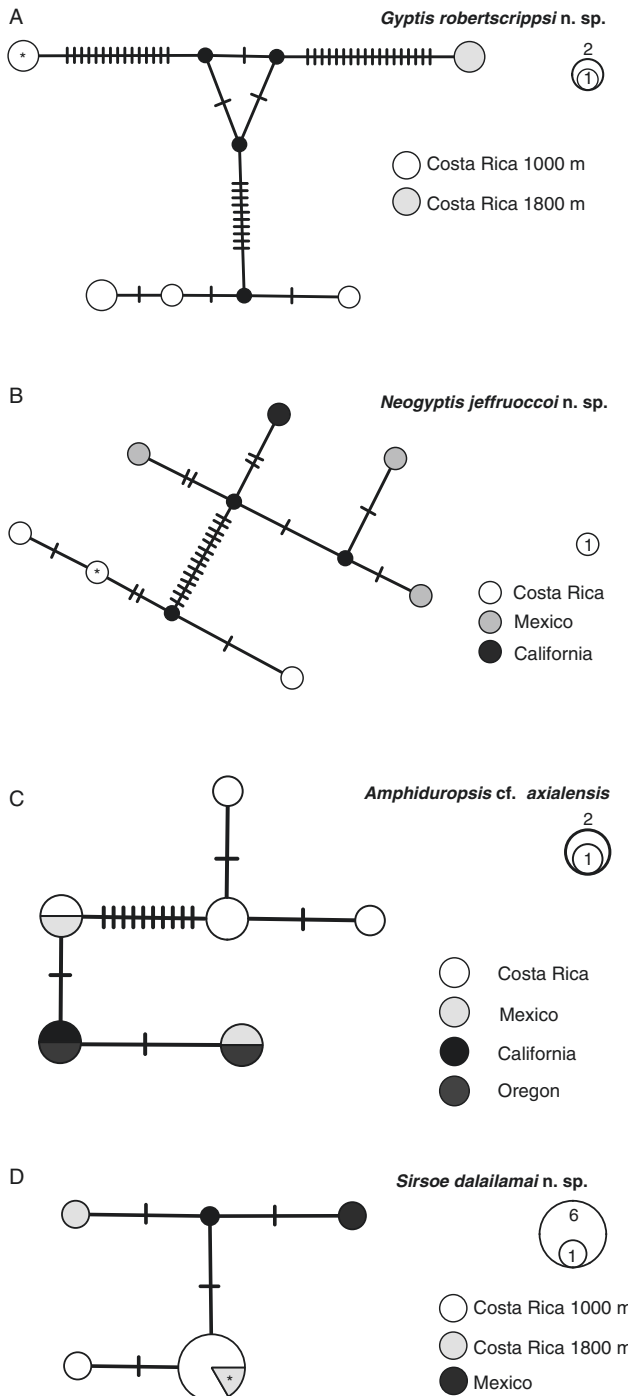 A
Gyptis robertscrippsi n. sp.
2
1
*
Costa Rica 1000 m
Costa Rica 1800 m
B
Neogyptis jeffruoccoi n. sp.
1
*
Costa Rica
Mexico
California
C
Amphiduropsis cf. axialensis
2
1
Costa Rica
Mexico
California
Oregon
D
Sirsoe dalailamai n. sp.
6
1
Costa Rica 1000 m
Costa Rica 1800 m
Mexico
*